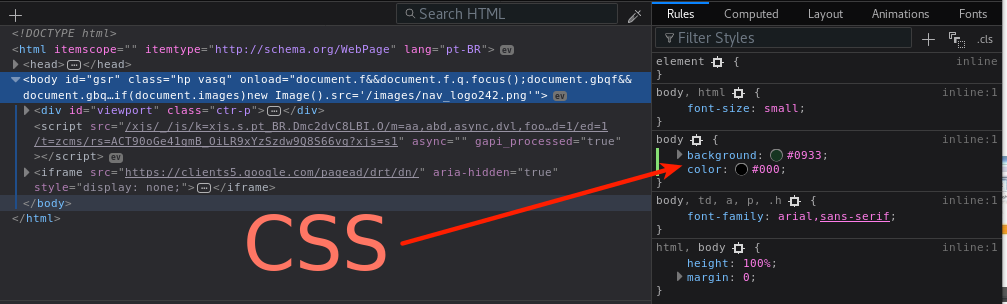 + Search HTML
<!DOCTYPE html>
<html itemscope="" itemtype="http://schema.org/WebPage" lang="pt-BR"> ev
<head>⋯</head>
<body id="gsr" class="hp vasq" onload="document.f&&document.f.q.focus();document.gbqf&&
document.gbq…if(document.images)new Image().src='/images/nav_logo242.png'"> ev
<div id="viewport" class="ctr-p">⋯</div>
<script src="/xjs/_/js/k=xjs.s.pt_BR.Dmc2dvC8LBI.O/m=aa,abd,async,dvl,foo…d=1/ed=1
/t=zcms/rs=ACT90oGe41qmB_OiLR9xYzSzdw9Q8S66vg?xjs=s1" async="" gapi_processed="true"
></script> ev
<iframe src="https://clients5.google.com/pagead/drt/dn/" aria-hidden="true"
style="display: none;">⋯</iframe>
</body>
</html>
CSS
Rules Computed Layout Animations Fonts
Filter Styles + .cls
element { inline
}
body, html { inline:1
font-size: small;
}
body { inline:1
background: #0933;
color: #000;
}
body, td, a, p, .h { inline:1
font-family: arial,sans-serif;
}
html, body { inline:1
height: 100%;
margin: 0;
}